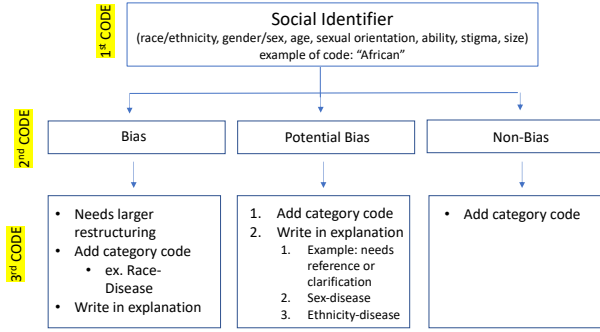 1st CODE
Social Identifier
(race/ethnicity, gender/sex, age, sexual orientation, ability, stigma, size)
example of code: “African”
2nd CODE
Bias
Potential Bias
Non-Bias
3rd CODE
• Needs larger
restructuring
• Add category code
• ex. Race-
Disease
• Write in explanation
1. Add category code
2. Write in explanation
1. Example: needs
reference or
clarification
2. Sex-disease
3. Ethnicity-disease
• Add category code